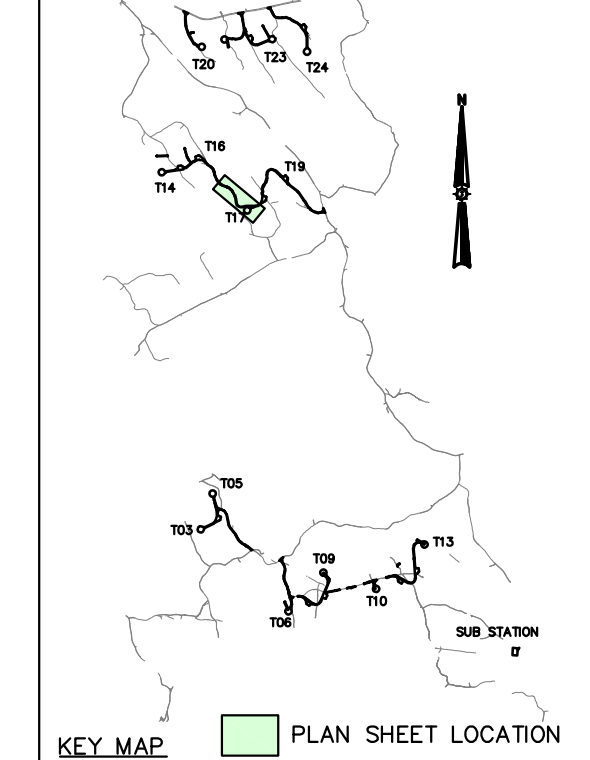 T20
T23
T24
N
T16
T14
T19
T17
T05
T03
T13
T09
T10
T06
SUB STATION
PLAN SHEET LOCATION
KEY MAP